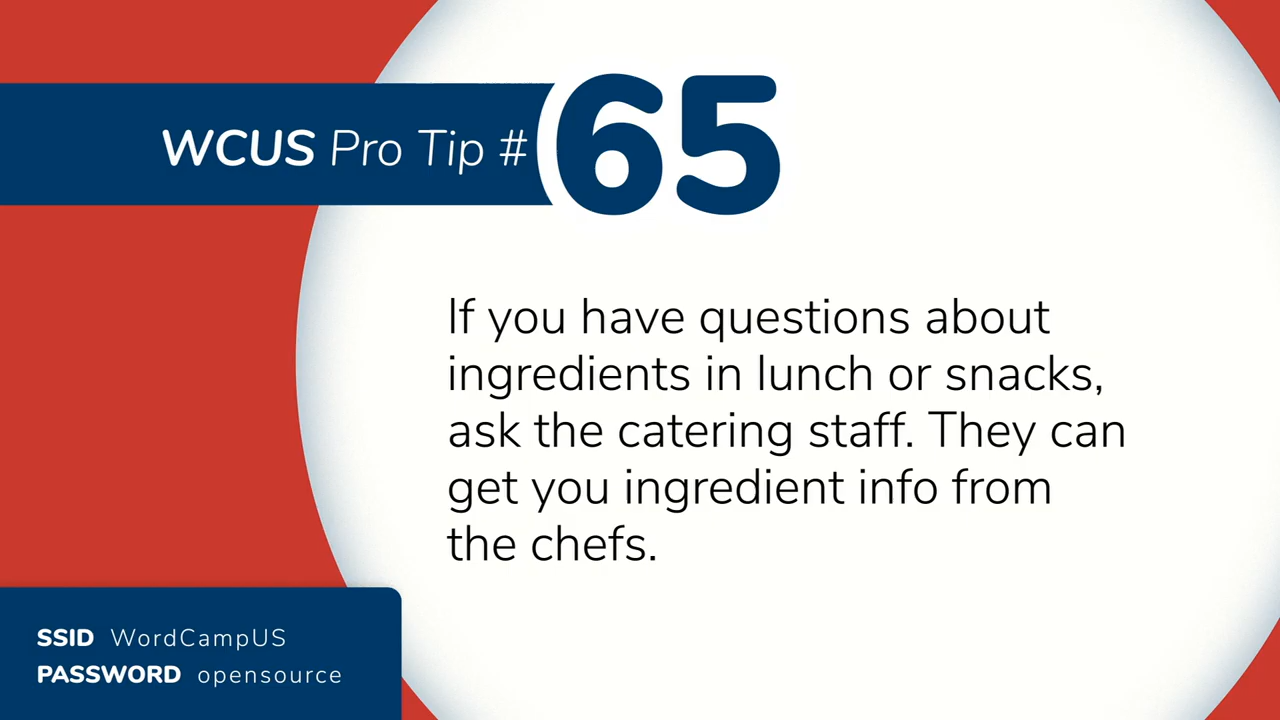 WCUS Pro Tip # 65
If you have questions about
ingredients in lunch or snacks,
ask the catering staff. They can
get you ingredient info from
the chefs.
SSID WordCampUS
PASSWORD opensource